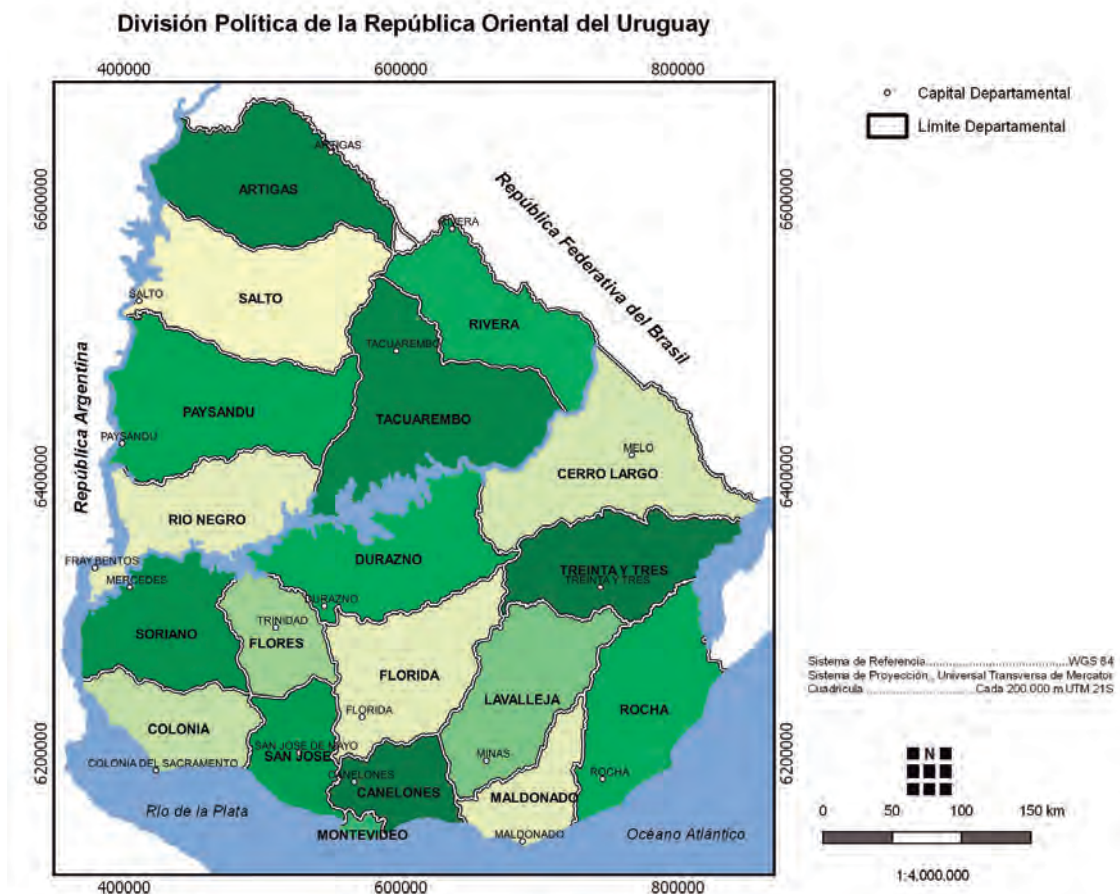 División Política de la República Oriental del Uruguay
400000 600000 800000
Capital Departamental
Límite Departamental
6600000
6600000
ARTIGAS
ARTIGAS
República Federativa del Brasil
RIVERA
SALTO
SALTO
RIVERA
TACUAREMBO
República Argentina
PAYSANDU
TACUAREMBO
PAYSANDU
MELO
CERRO LARGO
6400000
6400000
RIO NEGRO
DURAZNO
FRAY BENTOS
TREINTA Y TRES
MERCEDES
TREINTA Y TRES
DURAZNO
TRINIDAD
SORIANO
FLORES
FLORIDA
LAVALLEJA
Sistema de Referencia WGS 84
Sistema de Proyección Universal Transversa de Mercator
Cuadrícula Cada 200.000 m UTM 21S
FLORIDA
ROCHA
COLONIA
SAN JOSE DE MAYO
SAN JOSE
MINAS
6200000
6200000
COLONIA DEL SACRAMENTO
CANELONES
ROCHA
CANELONES
MALDONADO
N
Río de la Plata
MONTEVIDEO
MALDONADO
Océano Atlántico
0 50 100 150 km
1:4.000.000
400000 600000 800000